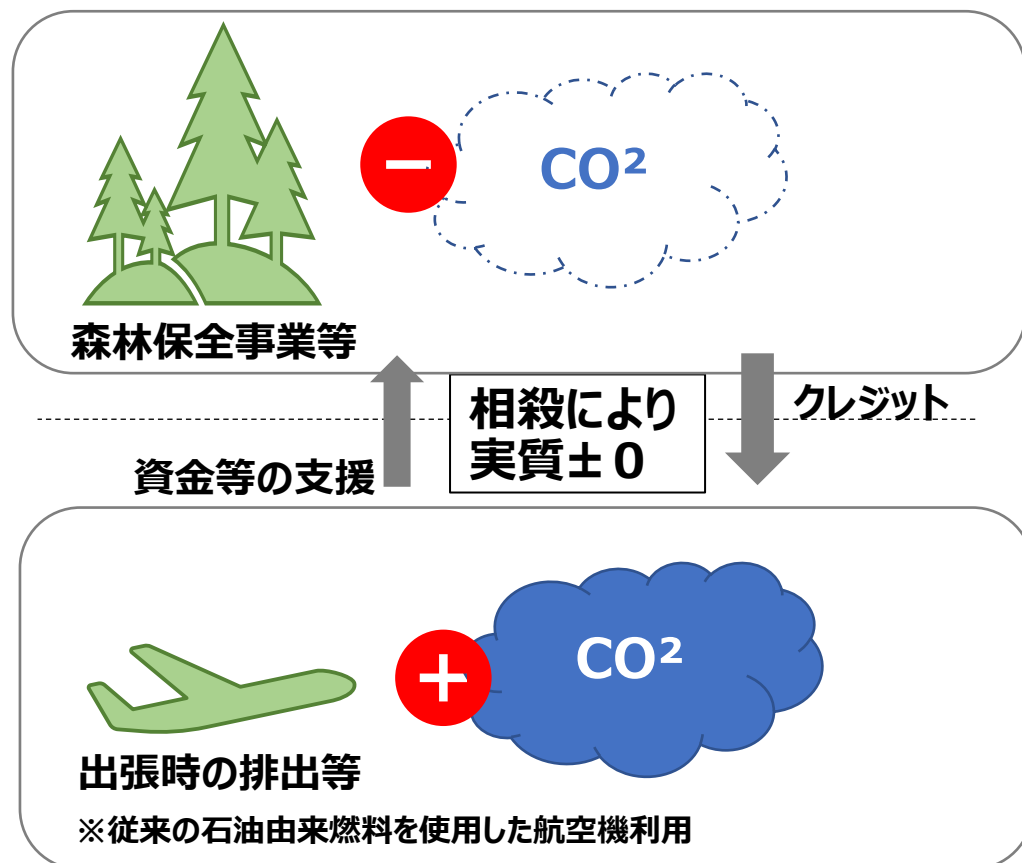 −
CO²
森林保全事業等
相殺により
実質±０
クレジット
資金等の支援
+
CO²
出張時の排出等
※従来の石油由来燃料を使用した航空機利用